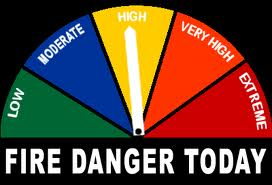 LOW
MODERATE
HIGH
VERY HIGH
EXTREME
FIRE DANGER TODAY